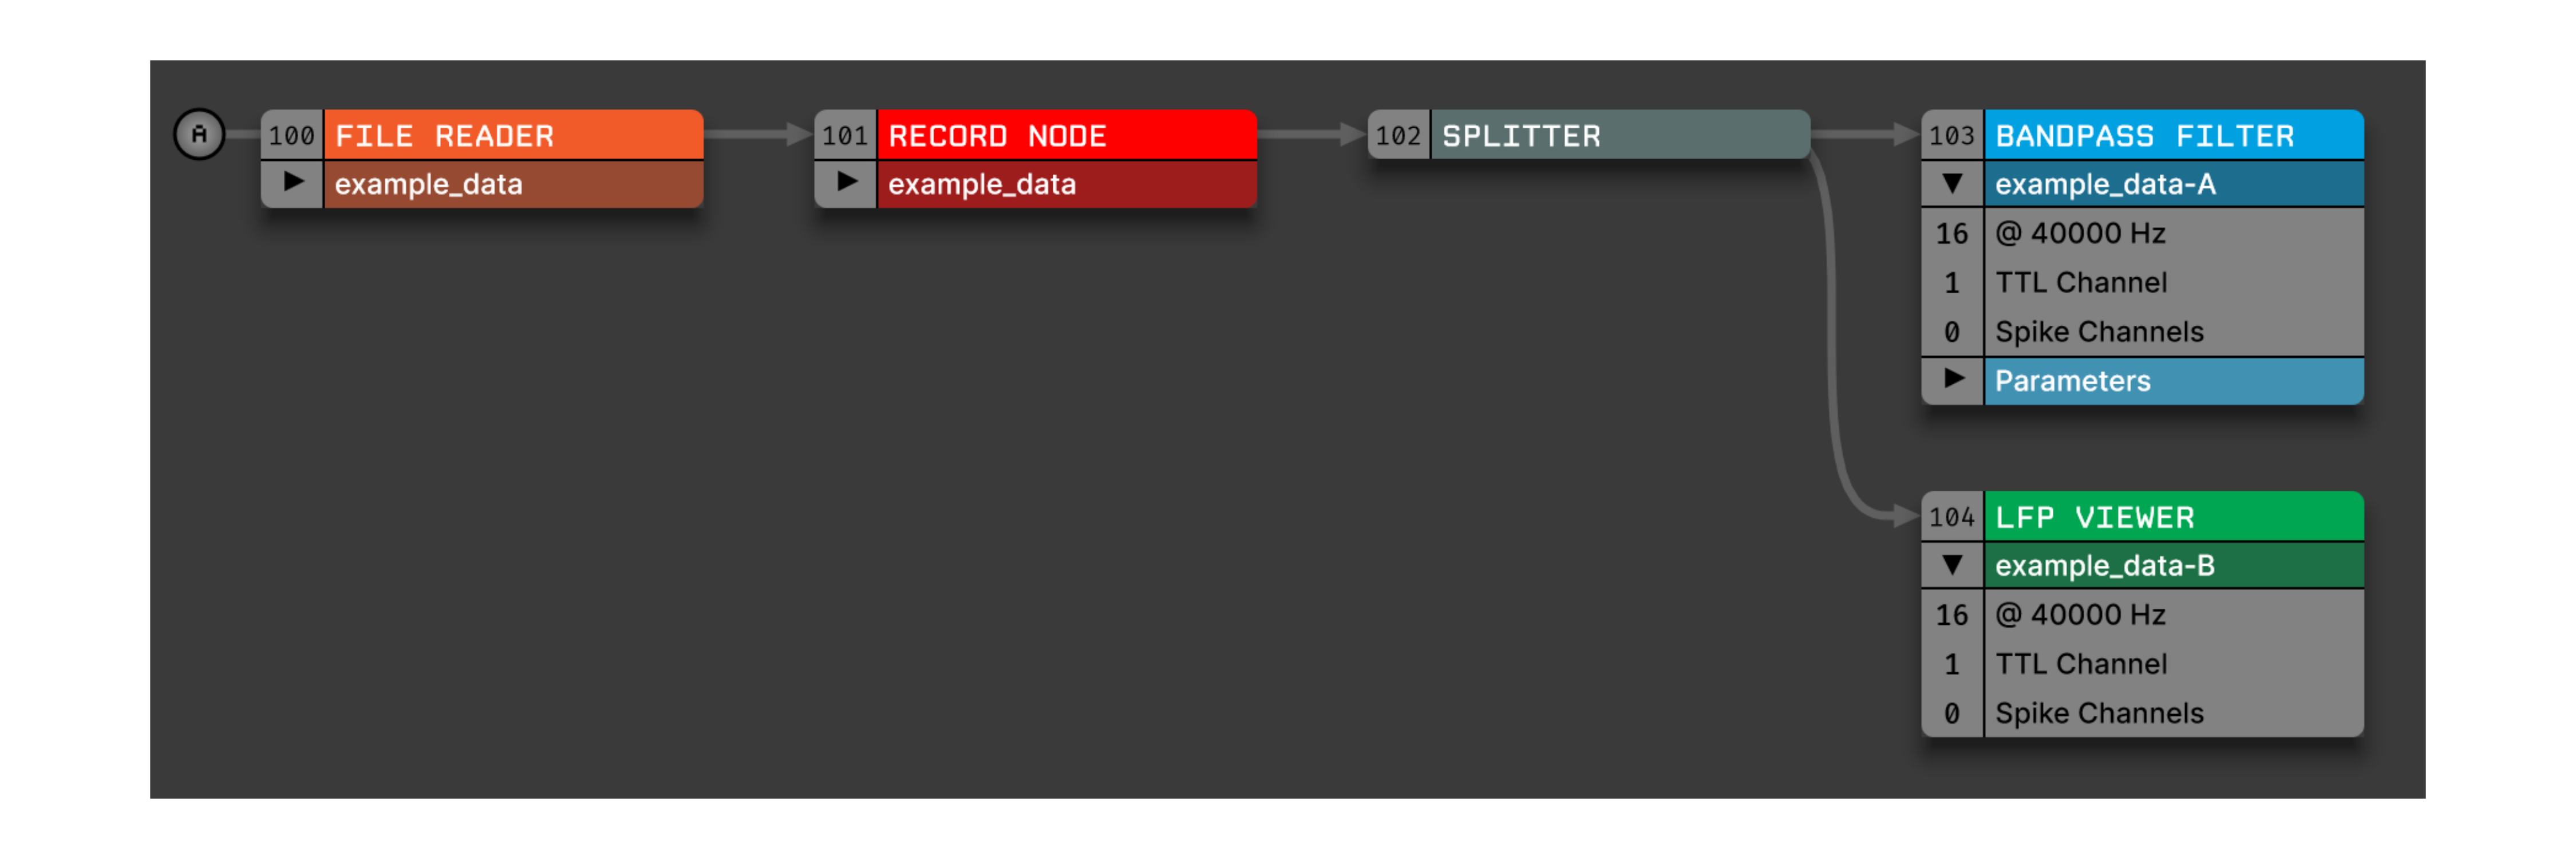 A
100 FILE READER
▶ example_data
101 RECORD NODE
▶ example_data
102 SPLITTER
103 BANDPASS FILTER
▼ example_data-A
16 @ 40000 Hz
1 TTL Channel
0 Spike Channels
▶ Parameters
104 LFP VIEWER
▼ example_data-B
16 @ 40000 Hz
1 TTL Channel
0 Spike Channels